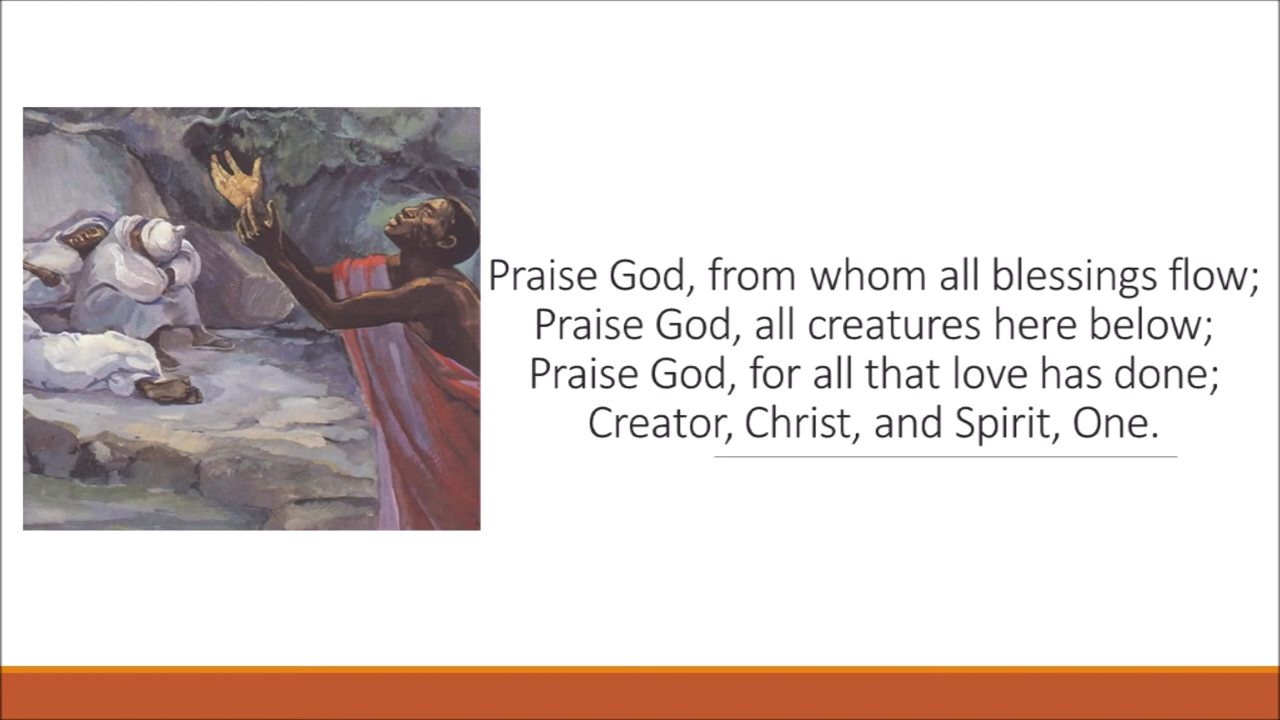 Praise God, from whom all blessings flow;
Praise God, all creatures here below;
Praise God, for all that love has done;
Creator, Christ, and Spirit, One.